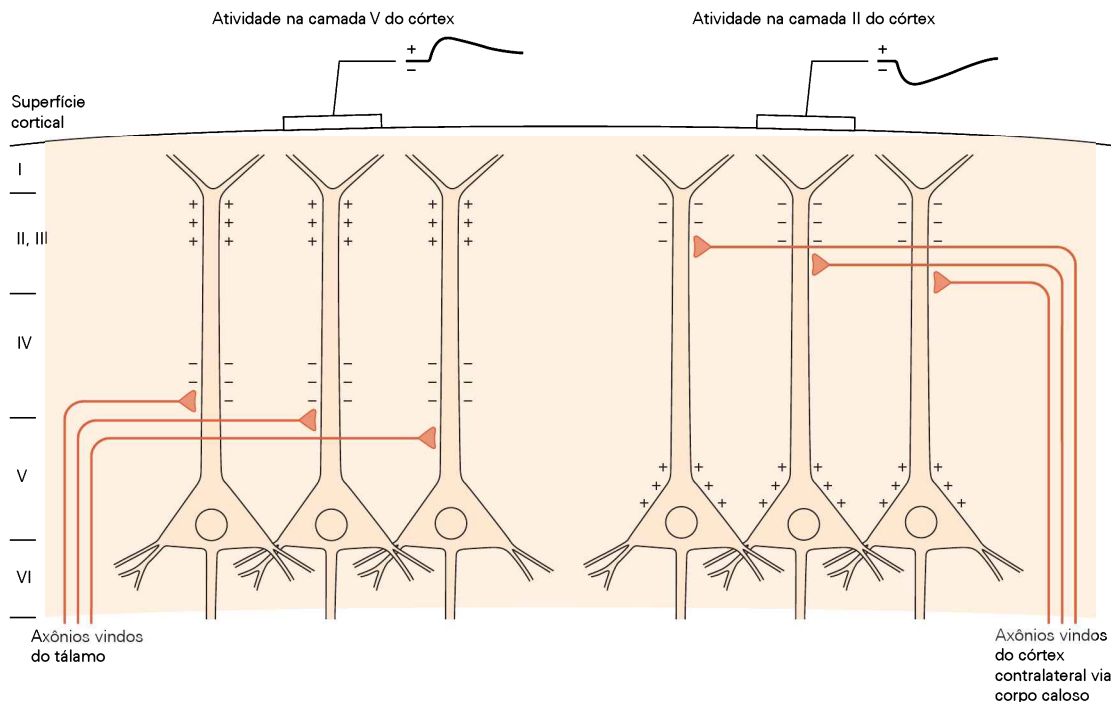 Atividade na camada V do córtex
Atividade na camada II do córtex
Superfície
cortical
I
II, III
IV
V
VI
Axônios vindos
do tálamo
Axônios vindos
do córtex
contralateral via
corpo caloso